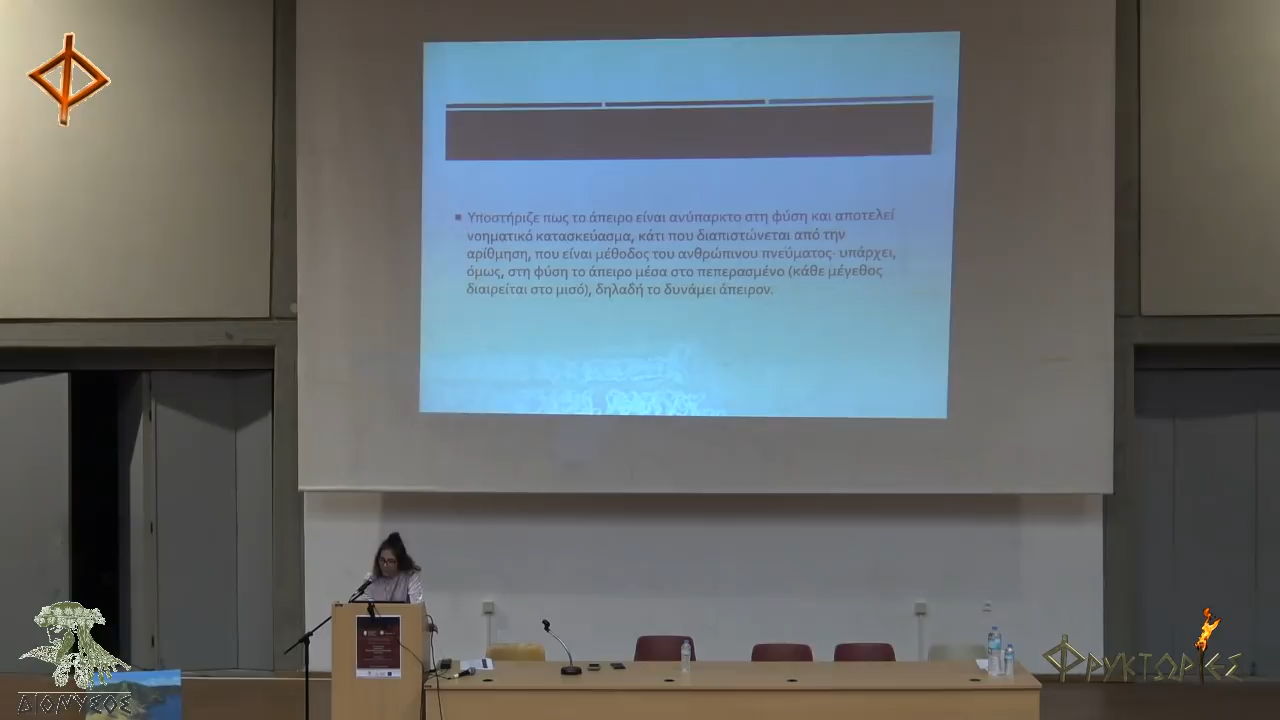 Υποστήριζε πως το άπειρο είναι ανύπαρκτο στη φύση και αποτελεί
νοηματικό κατασκεύασμα, κάτι που διαπιστώνεται από την
αρίθμηση, που είναι μέθοδος του ανθρώπινου πνεύματος· υπάρχει,
όμως, στη φύση το άπειρο μέσα στο πεπερασμένο (κάθε μέγεθος
διαιρείται στο μισό), δηλαδή το δυνάμει άπειρον.
ΔΙΟΝΥΣΟΣ
ΦΡΥΚΤΩΡΙΕΣ